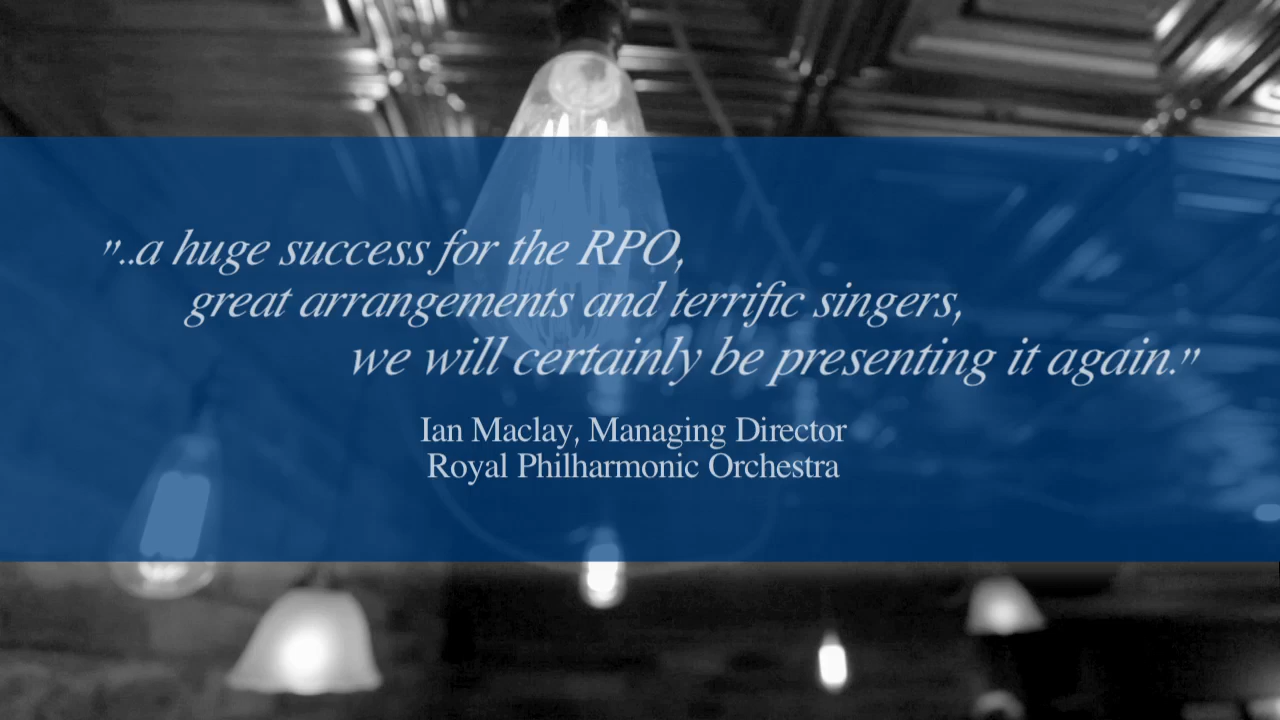 "..a huge success for the RPO,
great arrangements and terrific singers,
we will certainly be presenting it again."
Ian Maclay, Managing Director
Royal Philharmonic Orchestra